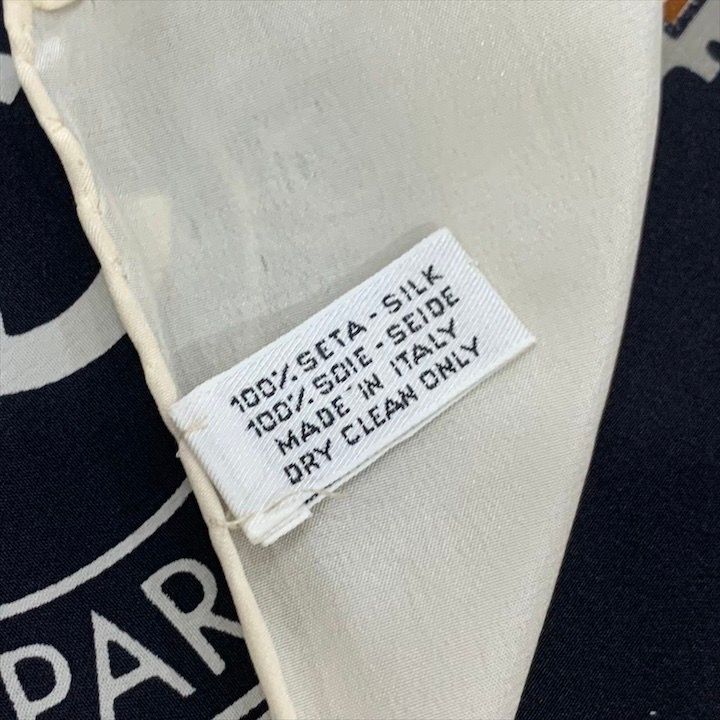 100% SETA - SILK
100% SOIE - SEIDE
MADE IN ITALY
DRY CLEAN ONLY
PAR